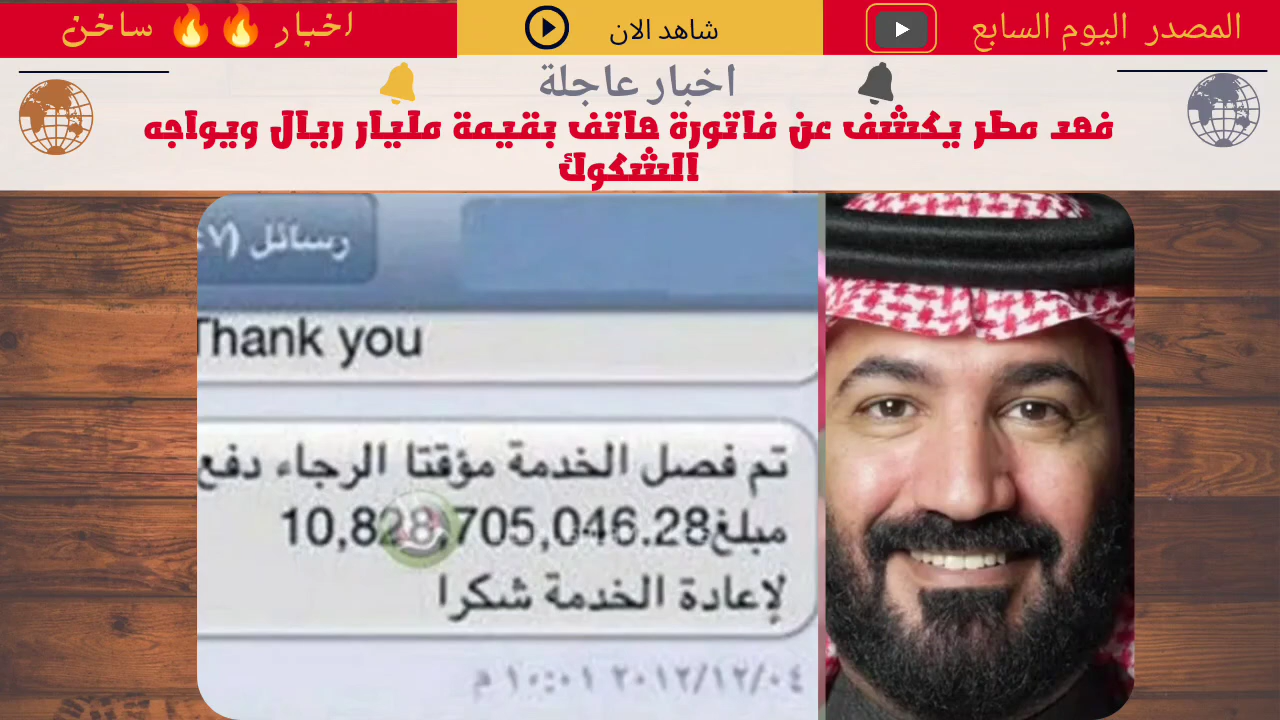 المصدر اليوم السابع
شاهد الان
اخبار 🔥🔥 ساخن
اخبار عاجلة
فهد مطر يكشف عن فاتورة هاتف بقيمة مليار ريال ويواجه
الشكوك
رسائل (٧
Thank you
تم فصل الخدمة مؤقتا الرجاء دفع
مبلغ10,828,705,046.28
لإعادة الخدمة شكرا
٢٠١٢/١٢/٠٤ ١٠:٠١ م